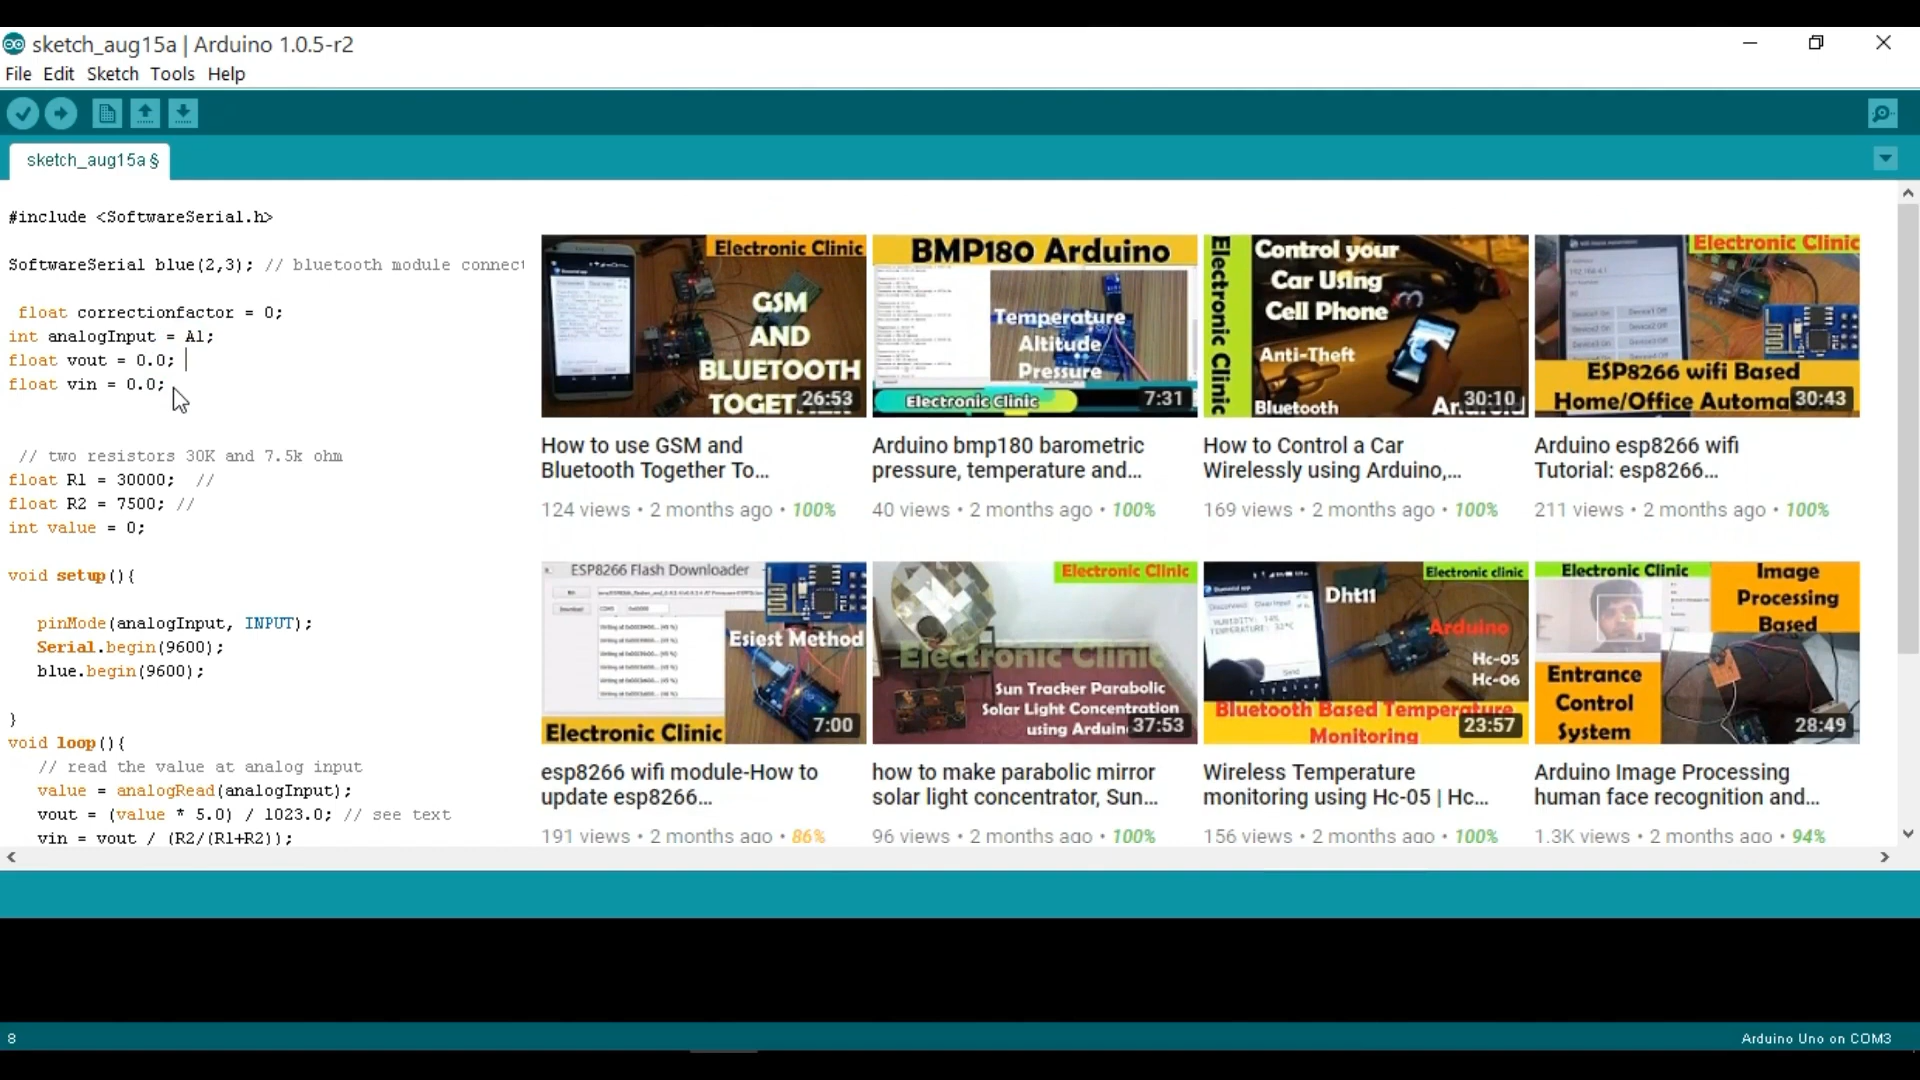 sketch_aug15a | Arduino 1.0.5-r2
File Edit Sketch Tools Help
sketch_aug15a §
#include <SoftwareSerial.h>
SoftwareSerial blue(2,3); // bluetooth module connect
float correctionfactor = 0;
int analogInput = A1;
float vout = 0.0;
float vin = 0.0;
// two resistors 30K and 7.5k ohm
float R1 = 30000; //
float R2 = 7500; //
int value = 0;
void setup(){
pinMode(analogInput, INPUT);
Serial.begin(9600);
blue.begin(9600);
}
void loop(){
// read the value at analog input
value = analogRead(analogInput);
vout = (value * 5.0) / 1023.0; // see text
vin = vout / (R2/(R1+R2));
Electronic Clinic
GSM
AND
BLUETOOTH
26:53
How to use GSM and
Bluetooth Together To...
124 views • 2 months ago • 100%
BMP180 Arduino
Temperature
Altitude
Pressure
Electronic Clinic
7:31
Arduino bmp180 barometric
pressure, temperature and...
40 views • 2 months ago • 100%
Electronic Clinic
Control your
Car Using
Cell Phone
Anti-Theft
Bluetooth
30:10
How to Control a Car
Wirelessly using Arduino,...
169 views • 2 months ago • 100%
Electronic Clinic
ESP8266 wifi Based
Home/Office Automa
30:43
Arduino esp8266 wifi
Tutorial: esp8266...
211 views • 2 months ago • 100%
ESP8266 Flash Downloader
Esiest Method
Electronic Clinic
7:00
esp8266 wifi module-How to
update esp8266...
191 views • 2 months ago • 86%
Electronic Clinic
Electronic Clinic
Sun Tracker Parabolic
Solar Light Concentration
using Arduin
37:53
how to make parabolic mirror
solar light concentrator, Sun...
96 views • 2 months ago • 100%
Electronic clinic
Dht11
Arduino
Hc-05
Hc-06
Bluetooth Based Temperature
Monitoring
23:57
Wireless Temperature
monitoring using Hc-05 | Hc...
156 views • 2 months ago • 100%
Electronic Clinic
Image
Processing
Based
Entrance
Control
System
28:49
Arduino Image Processing
human face recognition and...
1.3K views • 2 months ago • 94%
8
Arduino Uno on COM3